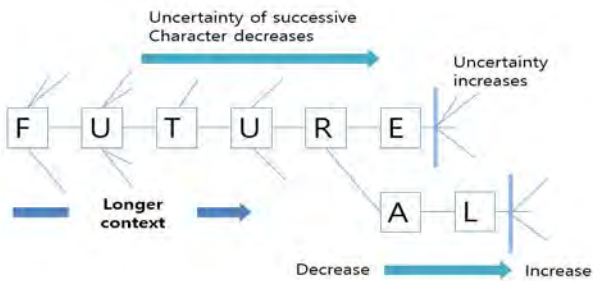 Uncertainty of successive
Character decreases
Uncertainty
increases
F U T U R E
Longer
context
A L
Decrease Increase